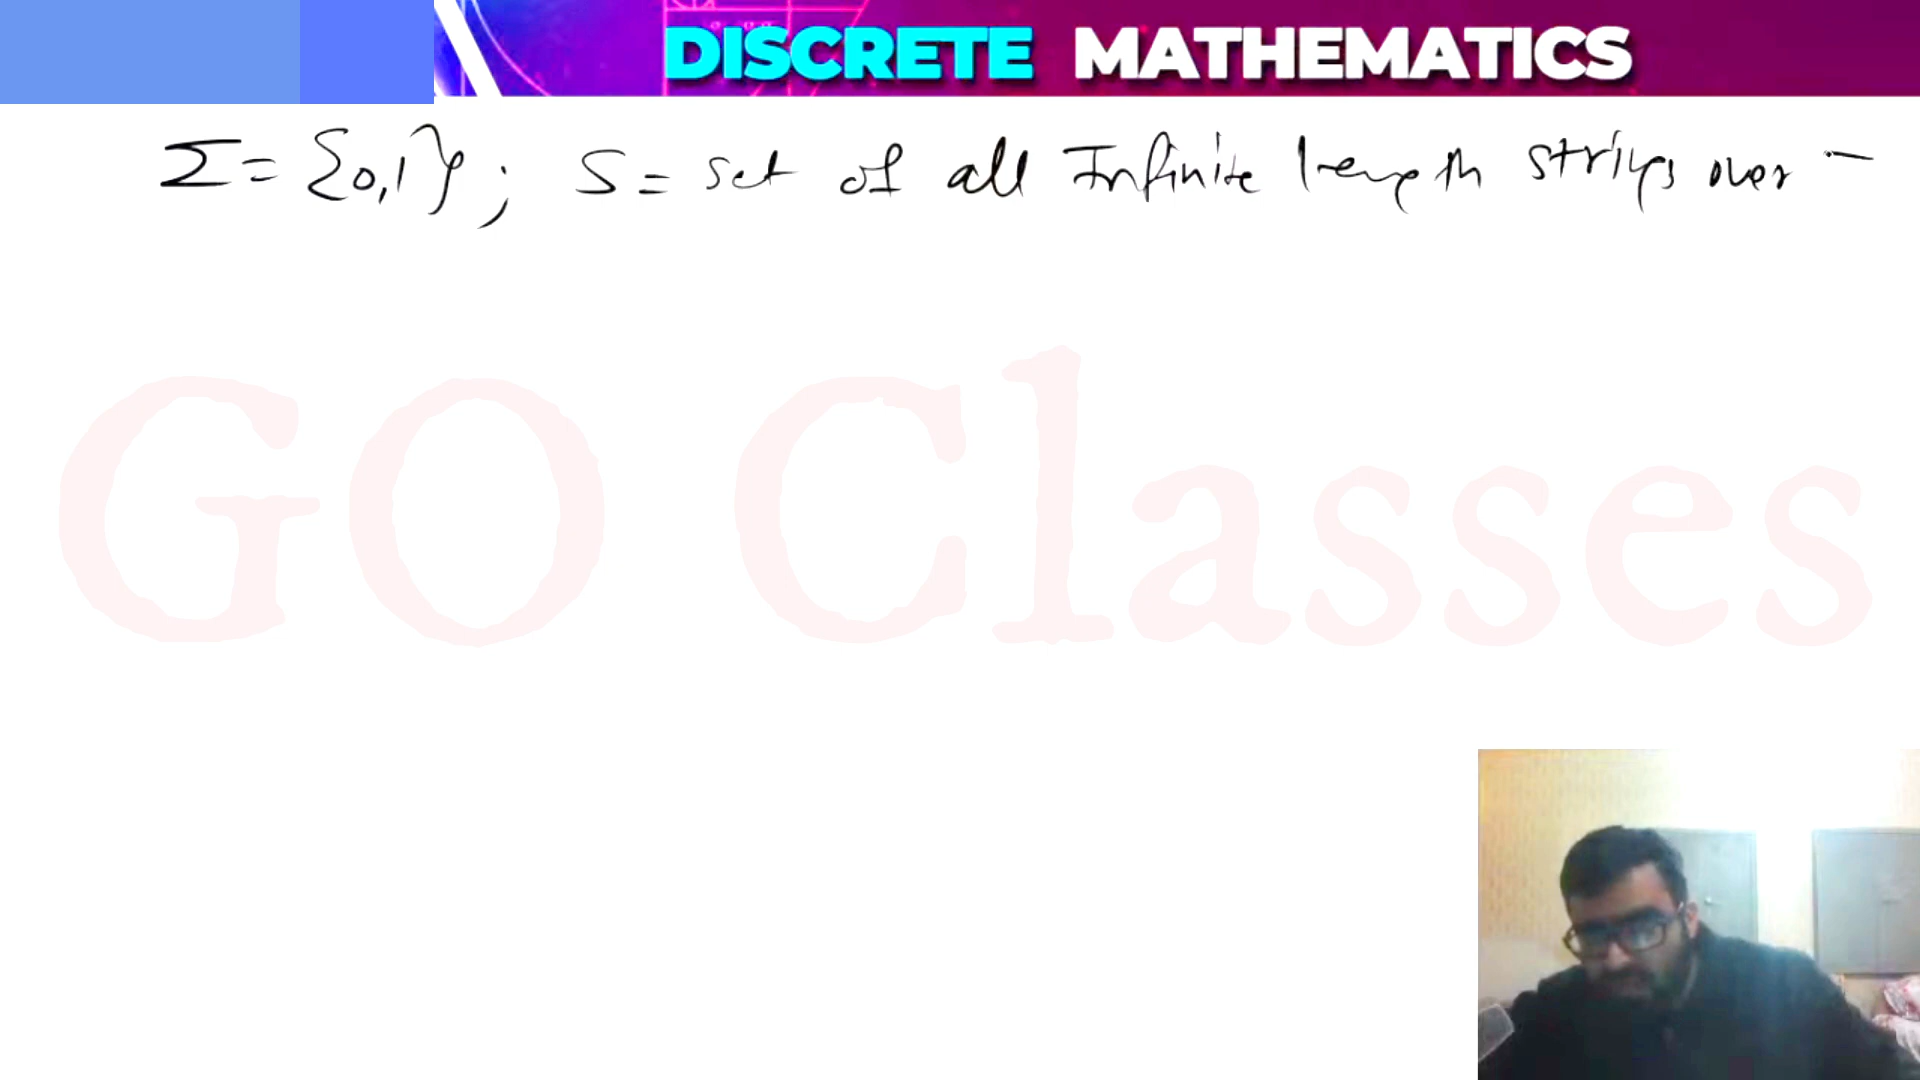 DISCRETE MATHEMATICS
Σ = {0,1} ; S = set of all Infinite length strings over
GO Classes